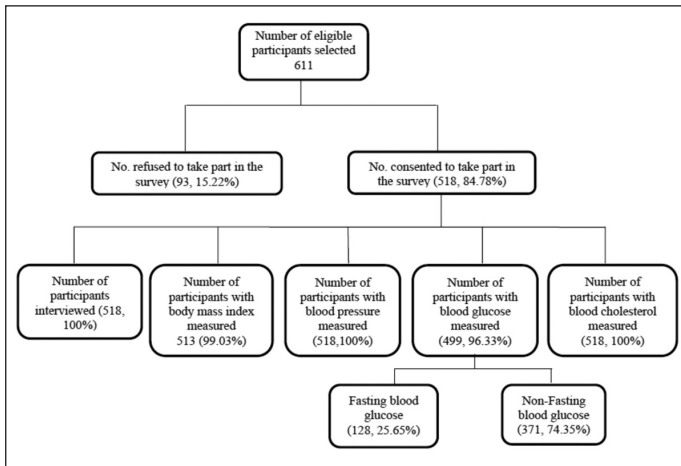 Number of eligible
participants selected
611
No. refused to take part in the
survey (93, 15.22%)
No. consented to take part in
the survey (518, 84.78%)
Number of
participants
interviewed (518,
100%)
Number of
participants with
body mass index
measured
513 (99.03%)
Number of
participants with
blood pressure
measured
(518,100%)
Number of
participants with
blood glucose
measured
(499, 96.33%)
Number of
participants with
blood cholesterol
measured
(518, 100%)
Fasting blood
glucose
(128, 25.65%)
Non-Fasting
blood glucose
(371, 74.35%)